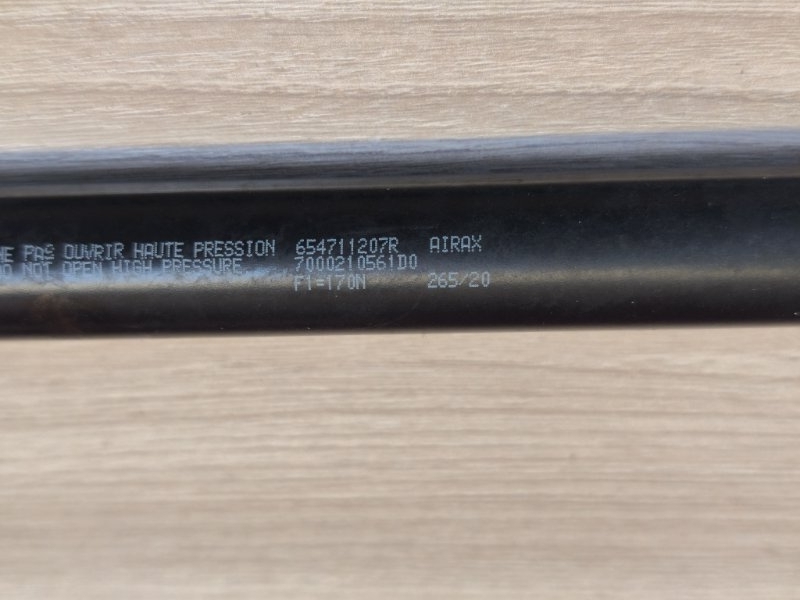 NE PAS OUVRIR HAUTE PRESSION 654711207R AIRAX
DO NOT OPEN HIGH PRESSURE 7000210561D0
F1=170N 265/20